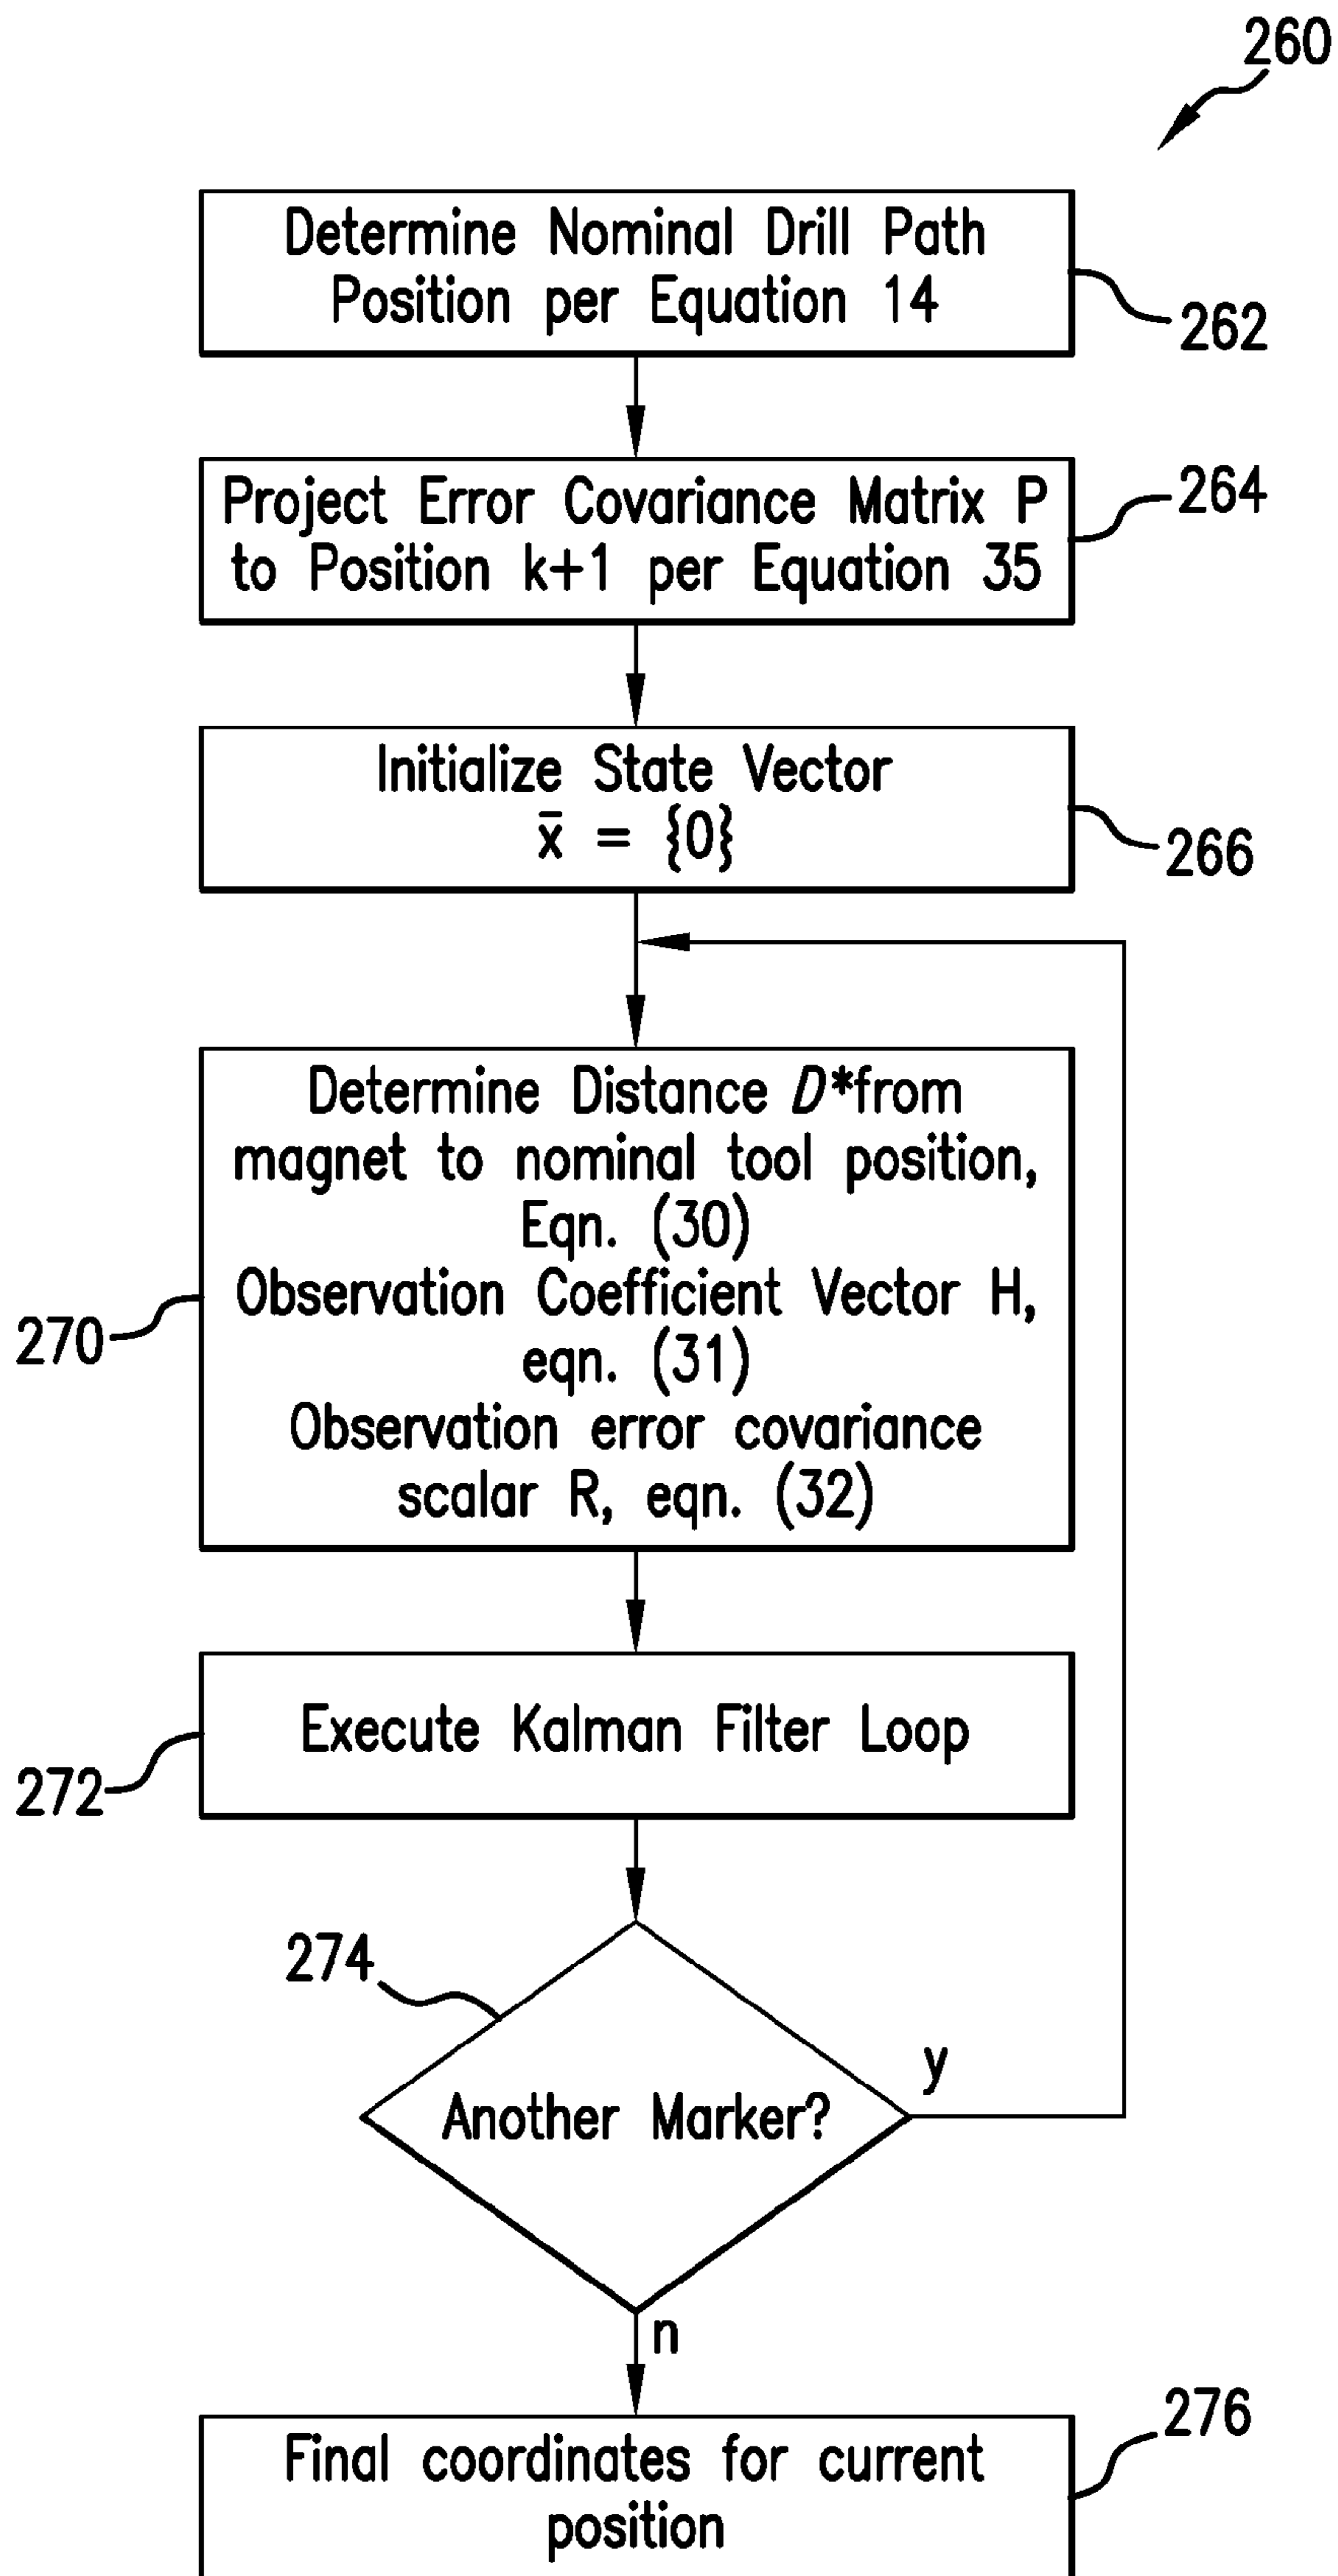 260
Determine Nominal Drill Path
Position per Equation 14
262
Project Error Covariance Matrix P
to Position k+1 per Equation 35
264
Initialize State Vector
x̄ = {0}
266
Determine Distance D*from
magnet to nominal tool position,
Eqn. (30)
Observation Coefficient Vector H,
eqn. (31)
Observation error covariance
scalar R, eqn. (32)
270
Execute Kalman Filter Loop
272
274
Another Marker?
y
n
Final coordinates for current
position
276